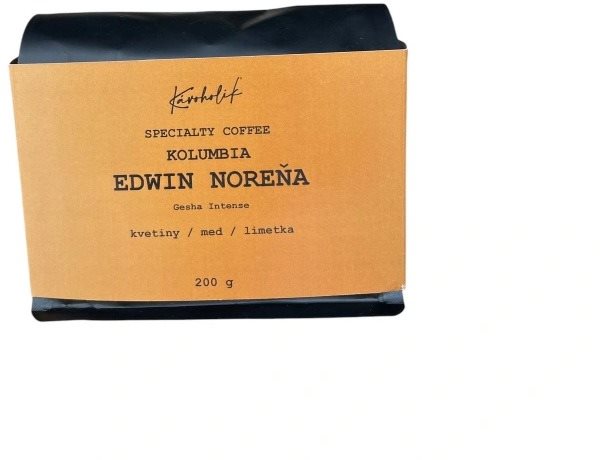 Kávoholik
SPECIALTY COFFEE
KOLUMBIA
EDWIN NOREŇA
Gesha Intense
kvetiny / med / limetka
200 g